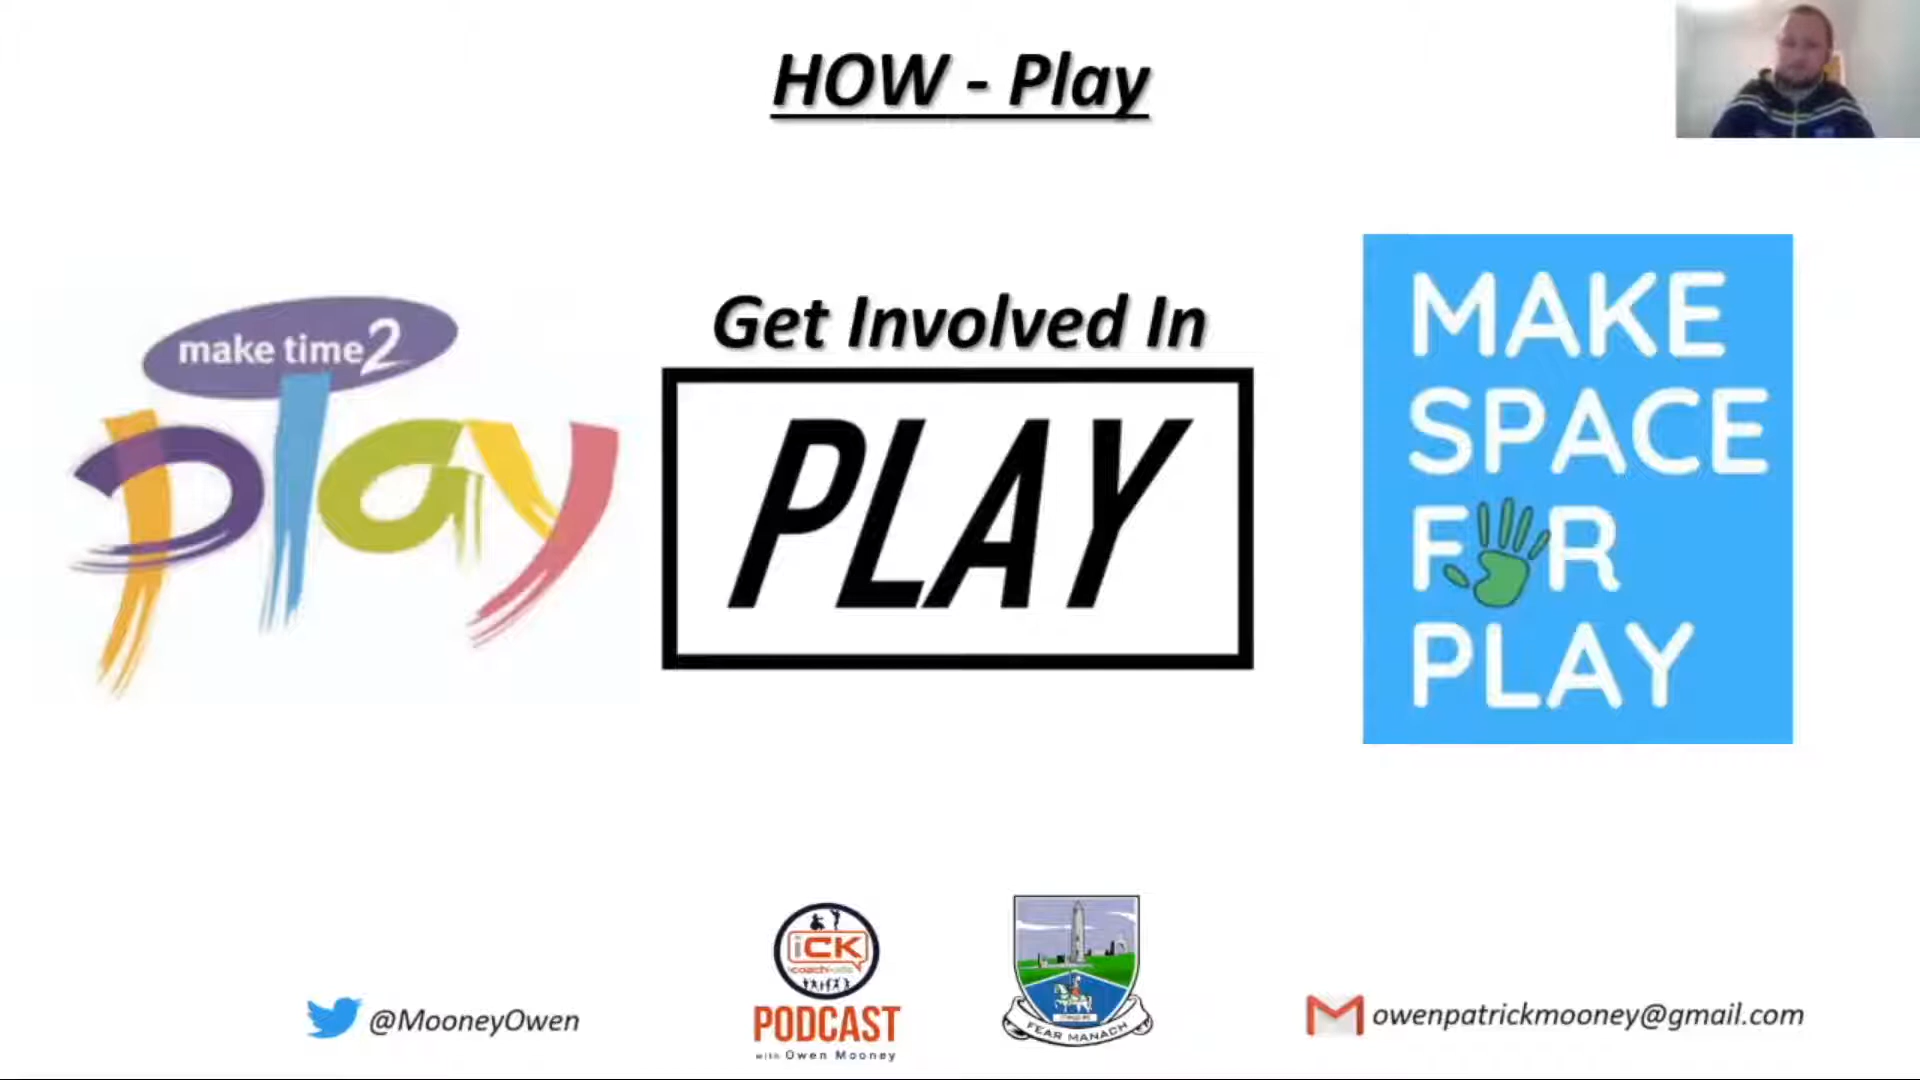 HOW - Play
make time 2
play
Get Involved In
PLAY
MAKE
SPACE
FOR
PLAY
@MooneyOwen
iCK
coachkids
PODCAST
with Owen Mooney
FEAR MANACH
owenpatrickmooney@gmail.com